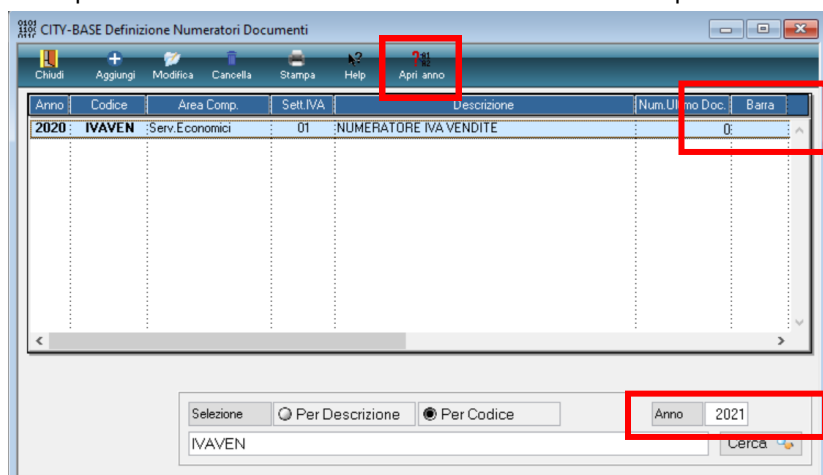 CITY-BASE Definizione Numeratori Documenti
Chiudi Aggiungi Modifica Cancella Stampa Help Apri anno
Anno Codice Area Comp. Sett.IVA Descrizione Num.Ultimo Doc. Barra
2020 IVAVEN Serv.Economici 01 NUMERATORE IVA VENDITE 0
Selezione Per Descrizione Per Codice Anno 2021
IVAVEN Cerca